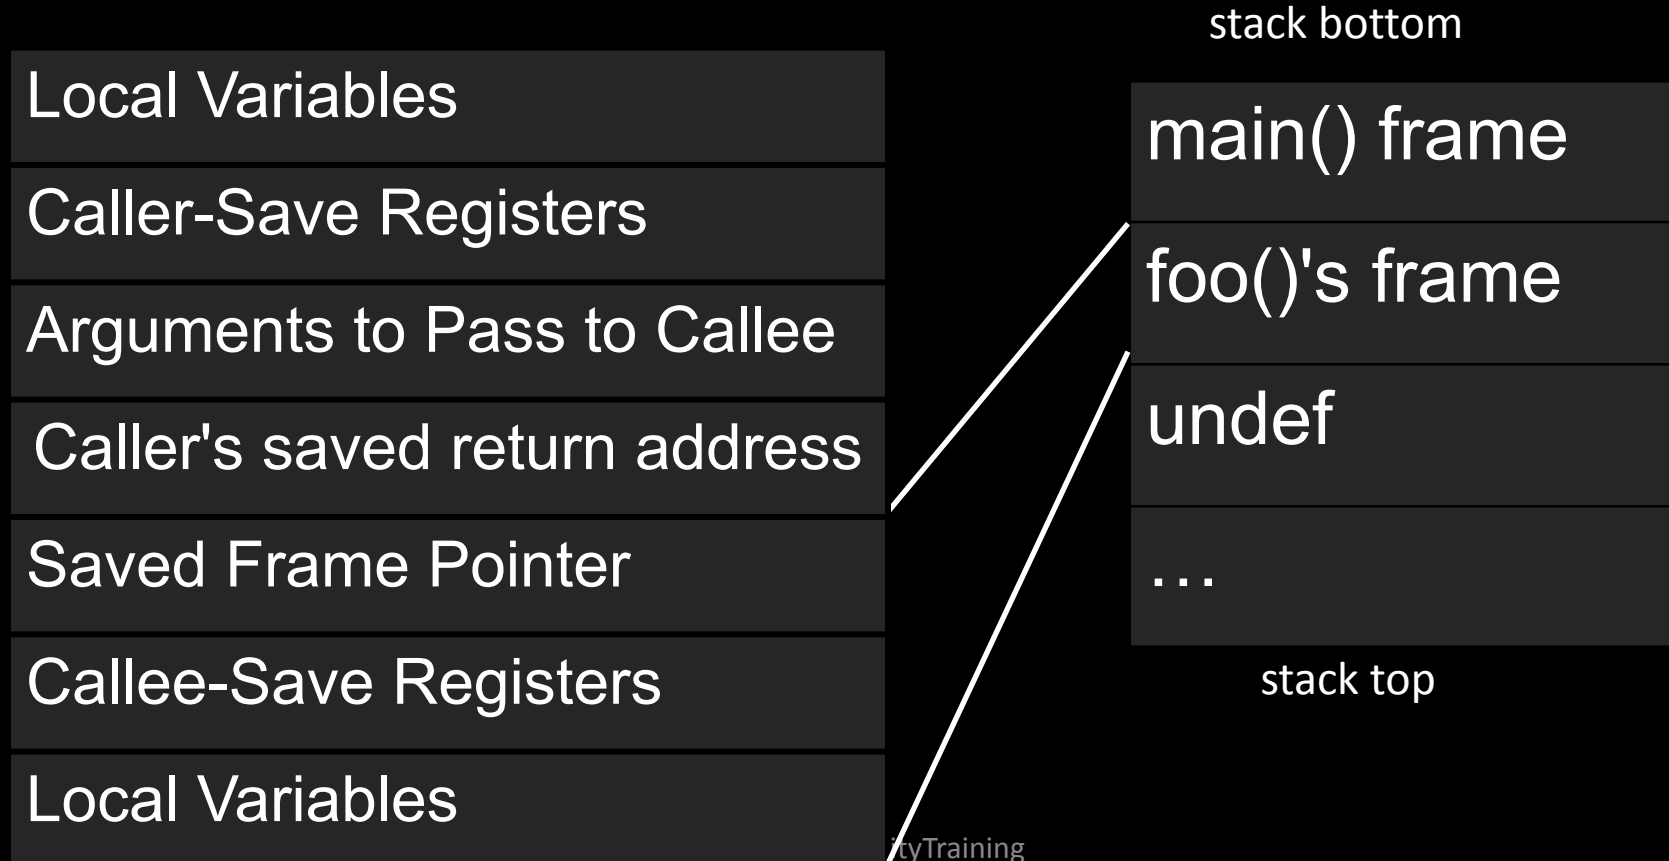 Local Variables
Caller-Save Registers
Arguments to Pass to Callee
Caller's saved return address
Saved Frame Pointer
Callee-Save Registers
Local Variables
stack bottom
main() frame
foo()'s frame
undef
…
stack top
ityTraining